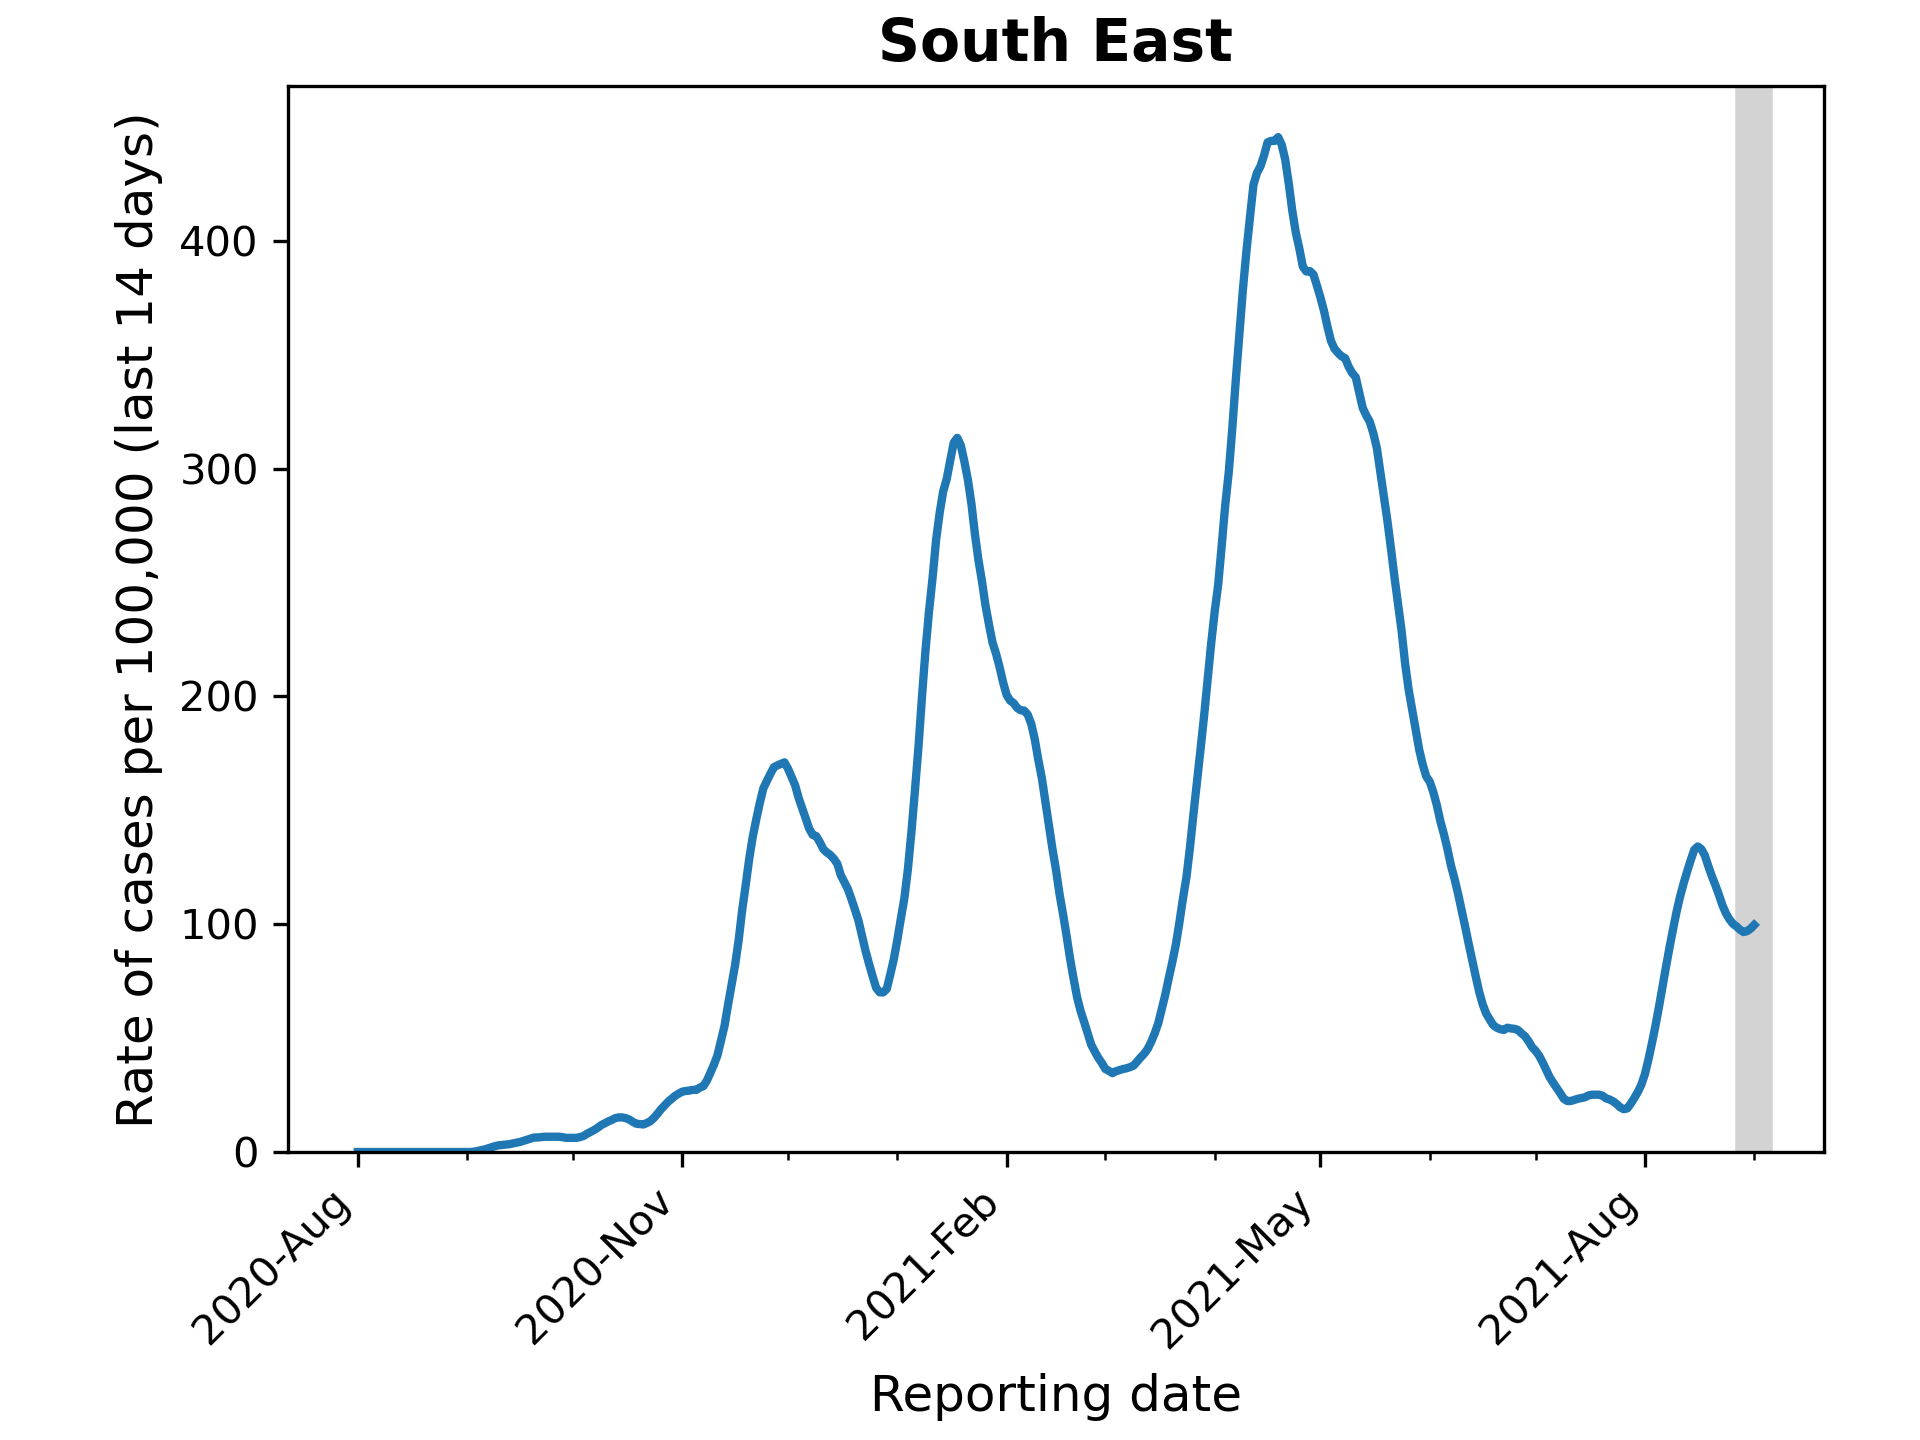 South East
Rate of cases per 100,000 (last 14 days)
400
300
200
100
0
2020-Aug
2020-Nov
2021-Feb
2021-May
2021-Aug
Reporting date